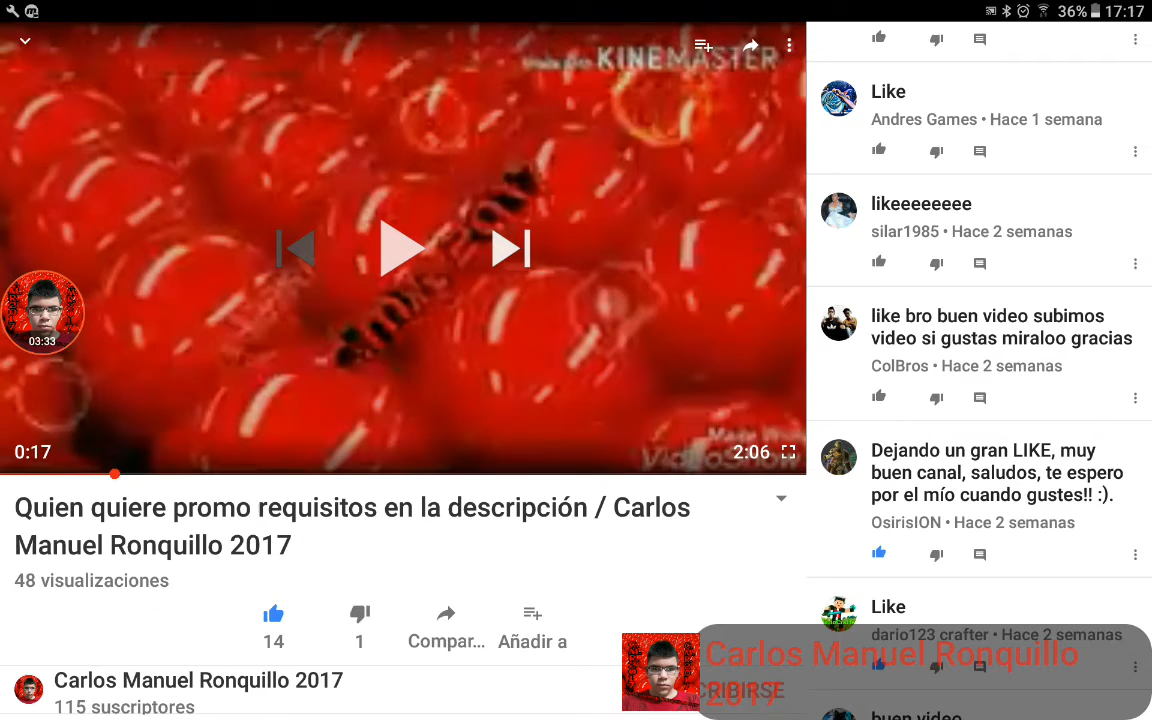 36% 17:17
KINEMASTER
03:33
0:17
2:06
VideoShow
Quien quiere promo requisitos en la descripción / Carlos
Manuel Ronquillo 2017
48 visualizaciones
14
1
Compar...
Añadir a
Carlos Manuel Ronquillo 2017
115 suscriptores
Like
Andres Games • Hace 1 semana
likeeeeeeee
silar1985 • Hace 2 semanas
like bro buen video subimos
video si gustas miraloo gracias
ColBros • Hace 2 semanas
Dejando un gran LIKE, muy
buen canal, saludos, te espero
por el mío cuando gustes!! :).
OsirisION • Hace 2 semanas
Like
dario123 crafter • Hace 2 semanas
Carlos Manuel Ronquillo
2017
CRIBIRSE
buen video